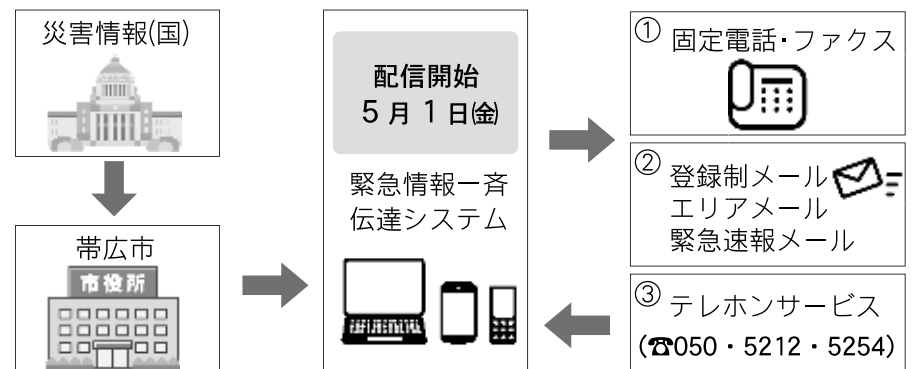 災害情報(国)
帯広市
市役所
配信開始
5月1日㈮
緊急情報一斉
伝達システム
① 固定電話・ファクス
② 登録制メール
エリアメール
緊急速報メール
③ テレホンサービス
(☎050・5212・5254)